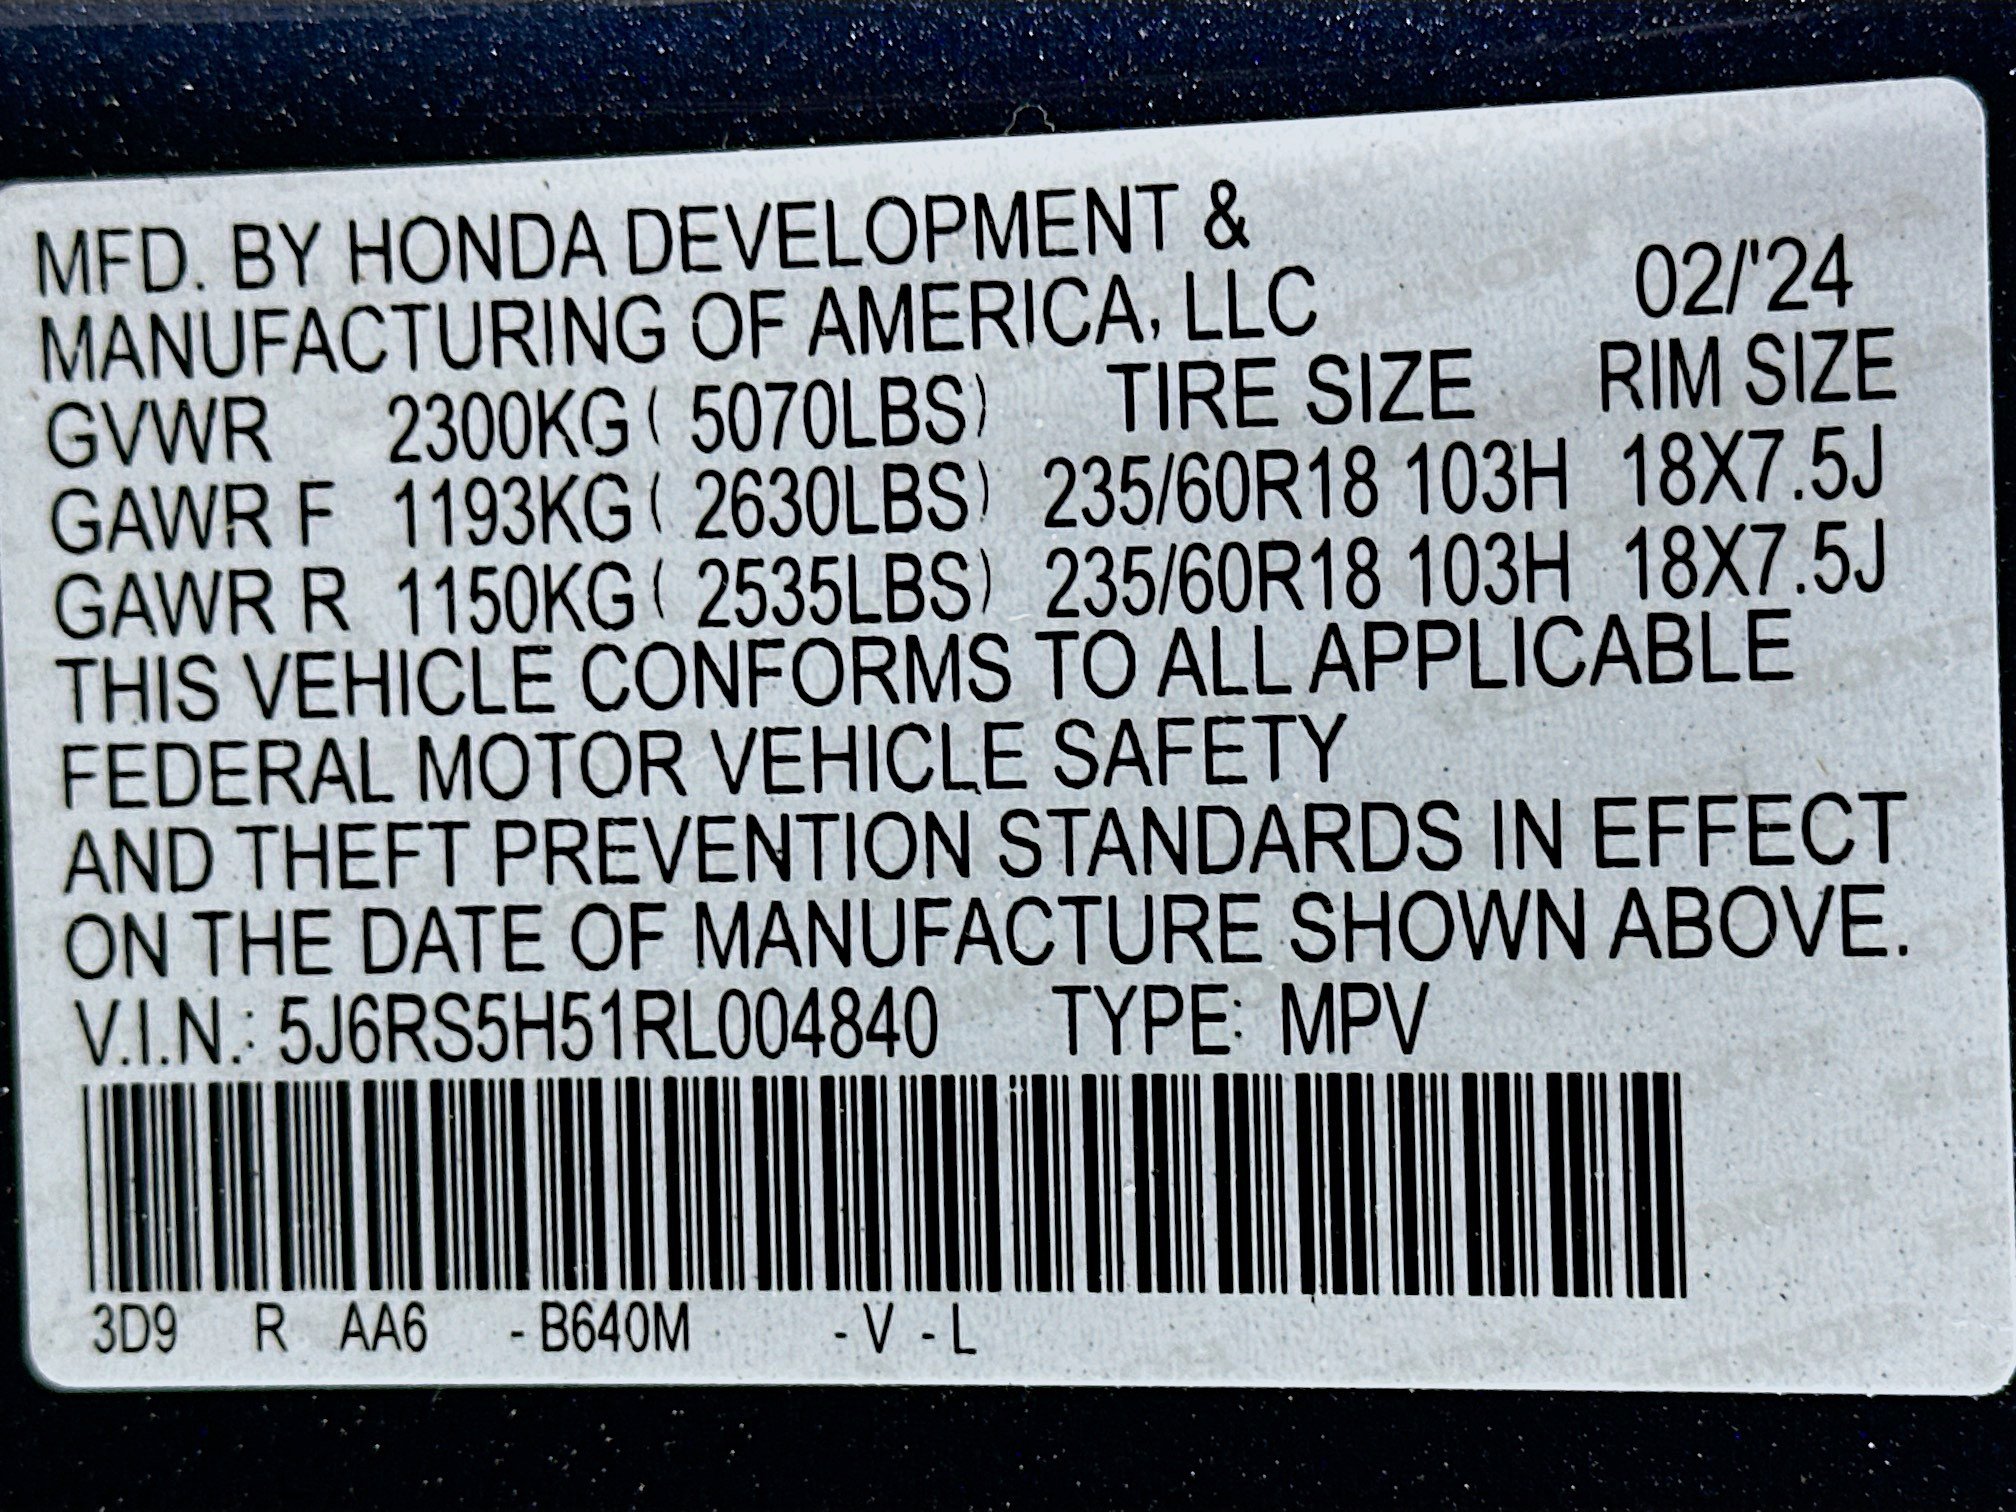 MFD. BY HONDA DEVELOPMENT &
MANUFACTURING OF AMERICA, LLC 02/'24
GVWR 2300KG ( 5070LBS) TIRE SIZE RIM SIZE
GAWR F 1193KG ( 2630LBS) 235/60R18 103H 18X7.5J
GAWR R 1150KG ( 2535LBS) 235/60R18 103H 18X7.5J
THIS VEHICLE CONFORMS TO ALL APPLICABLE
FEDERAL MOTOR VEHICLE SAFETY
AND THEFT PREVENTION STANDARDS IN EFFECT
ON THE DATE OF MANUFACTURE SHOWN ABOVE.
V.I.N.: 5J6RS5H51RL004840 TYPE: MPV
3D9 R AA6 -B640M -V -L